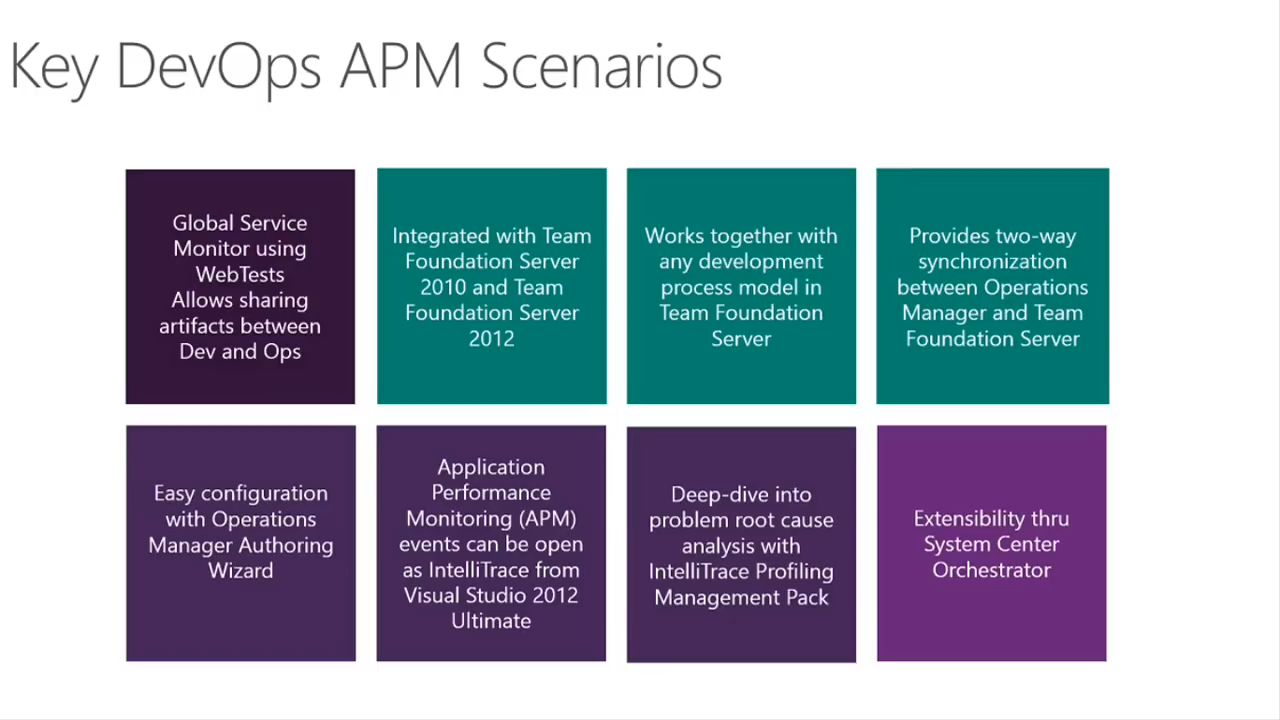 Key DevOps APM Scenarios
Global Service
Monitor using
WebTests
Allows sharing
artifacts between
Dev and Ops
Integrated with Team
Foundation Server
2010 and Team
Foundation Server
2012
Works together with
any development
process model in
Team Foundation
Server
Provides two-way
synchronization
between Operations
Manager and Team
Foundation Server
Easy configuration
with Operations
Manager Authoring
Wizard
Application
Performance
Monitoring (APM)
events can be open
as IntelliTrace from
Visual Studio 2012
Ultimate
Deep-dive into
problem root cause
analysis with
IntelliTrace Profiling
Management Pack
Extensibility thru
System Center
Orchestrator